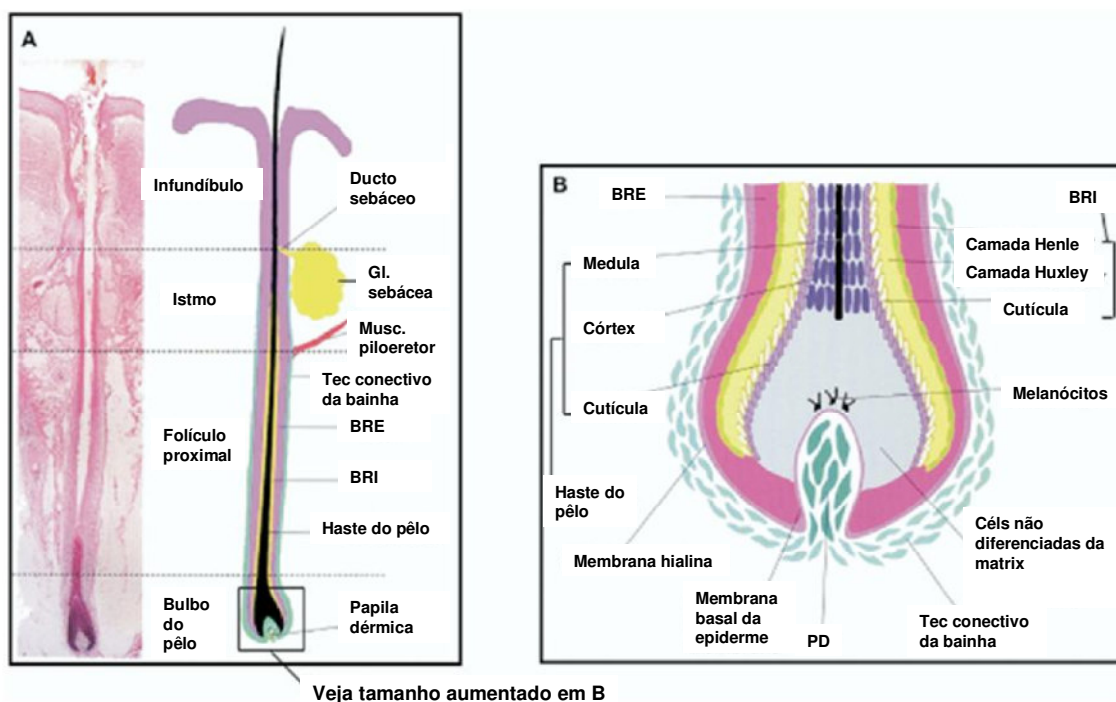 A
Infundíbulo
Ducto
sebáceo
Istmo
Gl.
sebácea
Musc.
piloeretor
Tec conectivo
da bainha
Folículo
proximal
BRE
BRI
Haste do pêlo
Bulbo
do
pêlo
Papila
dérmica
Veja tamanho aumentado em B
B
BRE
BRI
Medula
Camada Henle
Camada Huxley
Cutícula
Córtex
Cutícula
Melanócitos
Haste do
pêlo
Membrana hialina
Céls não
diferenciadas da
matrix
Membrana
basal da
epiderme
PD
Tec conectivo
da bainha